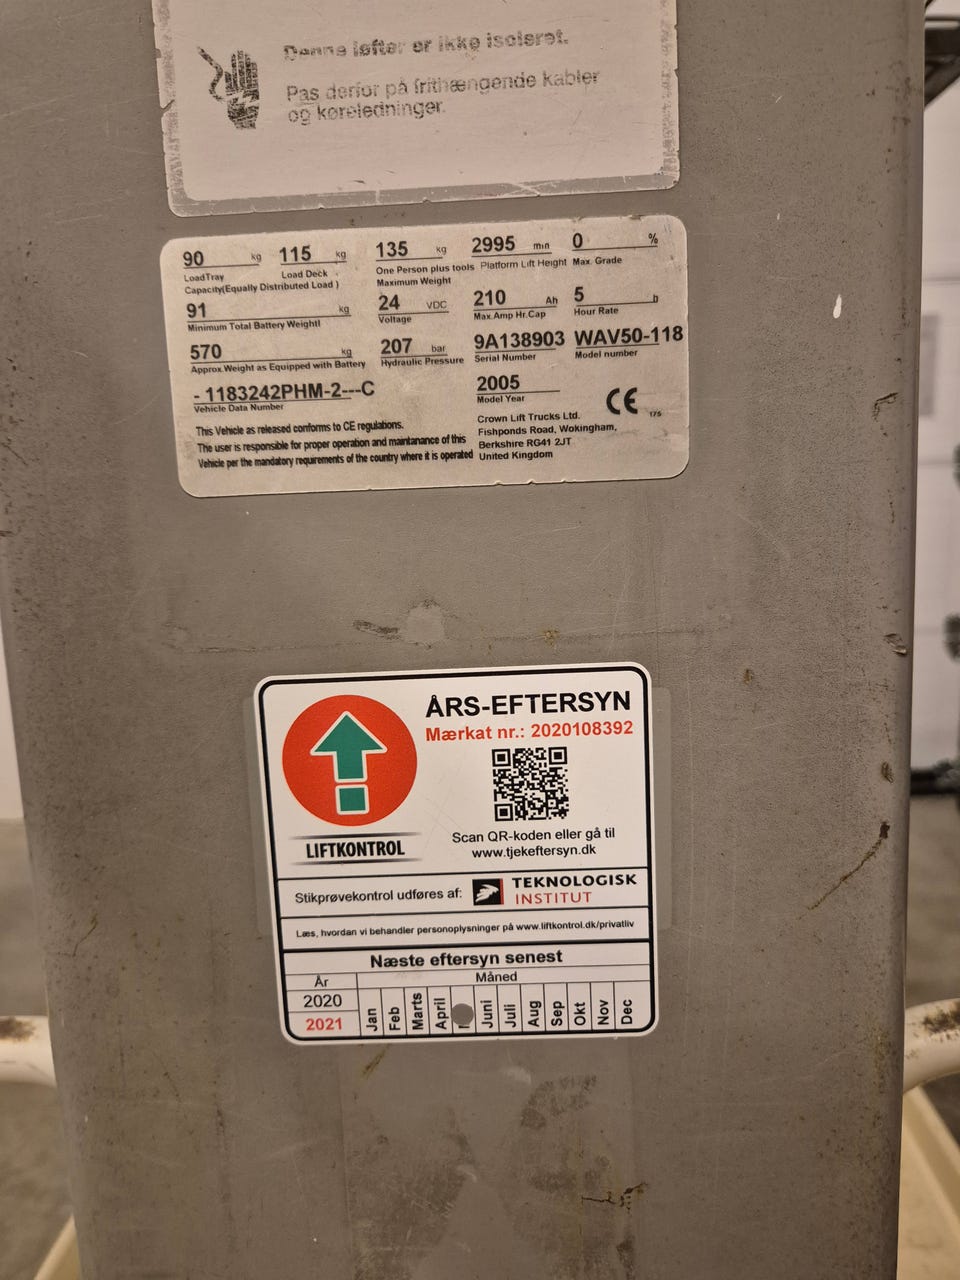 Denne løfter er ikke isoleret.
Pas derfor på frithængende kabler
og køreledninger.
90 kg 115 kg 135 kg 2995 mm 0 %
LoadTray Load Deck One Person plus tools Platform Lift Height Max. Grade
Capacity(Equally Distributed Load ) Maximum Weight
91 kg 24 VDC 210 Ah 5 h
Minimum Total Battery Weightl Voltage Max.Amp Hr.Cap Hour Rate
570 kg 207 bar 9A138903 WAV50-118
Approx.Weight as Equipped with Battery Hydraulic Pressure Serial Number Model number
- 1183242PHM-2---C 2005 CE 175
Vehicle Data Number Model Year
This Vehicle as released conforms to CE regulations.
The user is responsible for proper operation and maintanance of this
Vehicle per the mandatory requirements of the country where it is operated
Crown Lift Trucks Ltd.
Fishponds Road, Wokingham,
Berkshire RG41 2JT
United Kingdom
ÅRS-EFTERSYN
Mærkat nr.: 2020108392
LIFTKONTROL
Scan QR-koden eller gå til
www.tjekeftersyn.dk
Stikprøvekontrol udføres af: TEKNOLOGISK
INSTITUT
Læs, hvordan vi behandler personoplysninger på www.liftkontrol.dk/privatliv
Næste eftersyn senest
År Måned
2020
2021
Jan Feb Marts April Juni Juli Aug Sep Okt Nov Dec